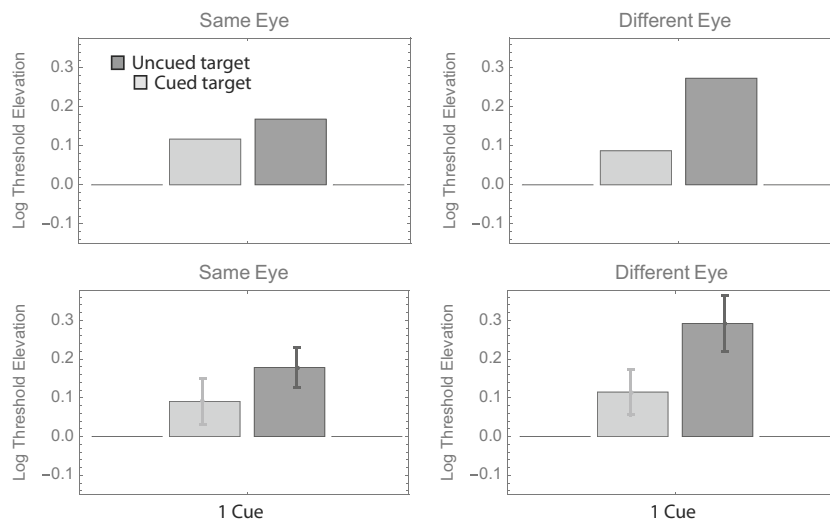 Same Eye
Different Eye
Log Threshold Elevation
0.3
0.2
0.1
0.0
−0.1
Uncued target
Cued target
Log Threshold Elevation
0.3
0.2
0.1
0.0
−0.1
Same Eye
Different Eye
Log Threshold Elevation
0.3
0.2
0.1
0.0
−0.1
1 Cue
Log Threshold Elevation
0.3
0.2
0.1
0.0
−0.1
1 Cue